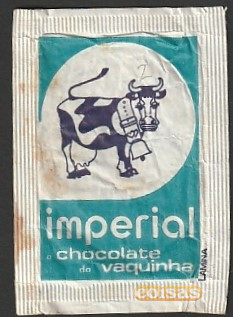 imperial
o chocolate
da vaquinha
LAMINA
coisas